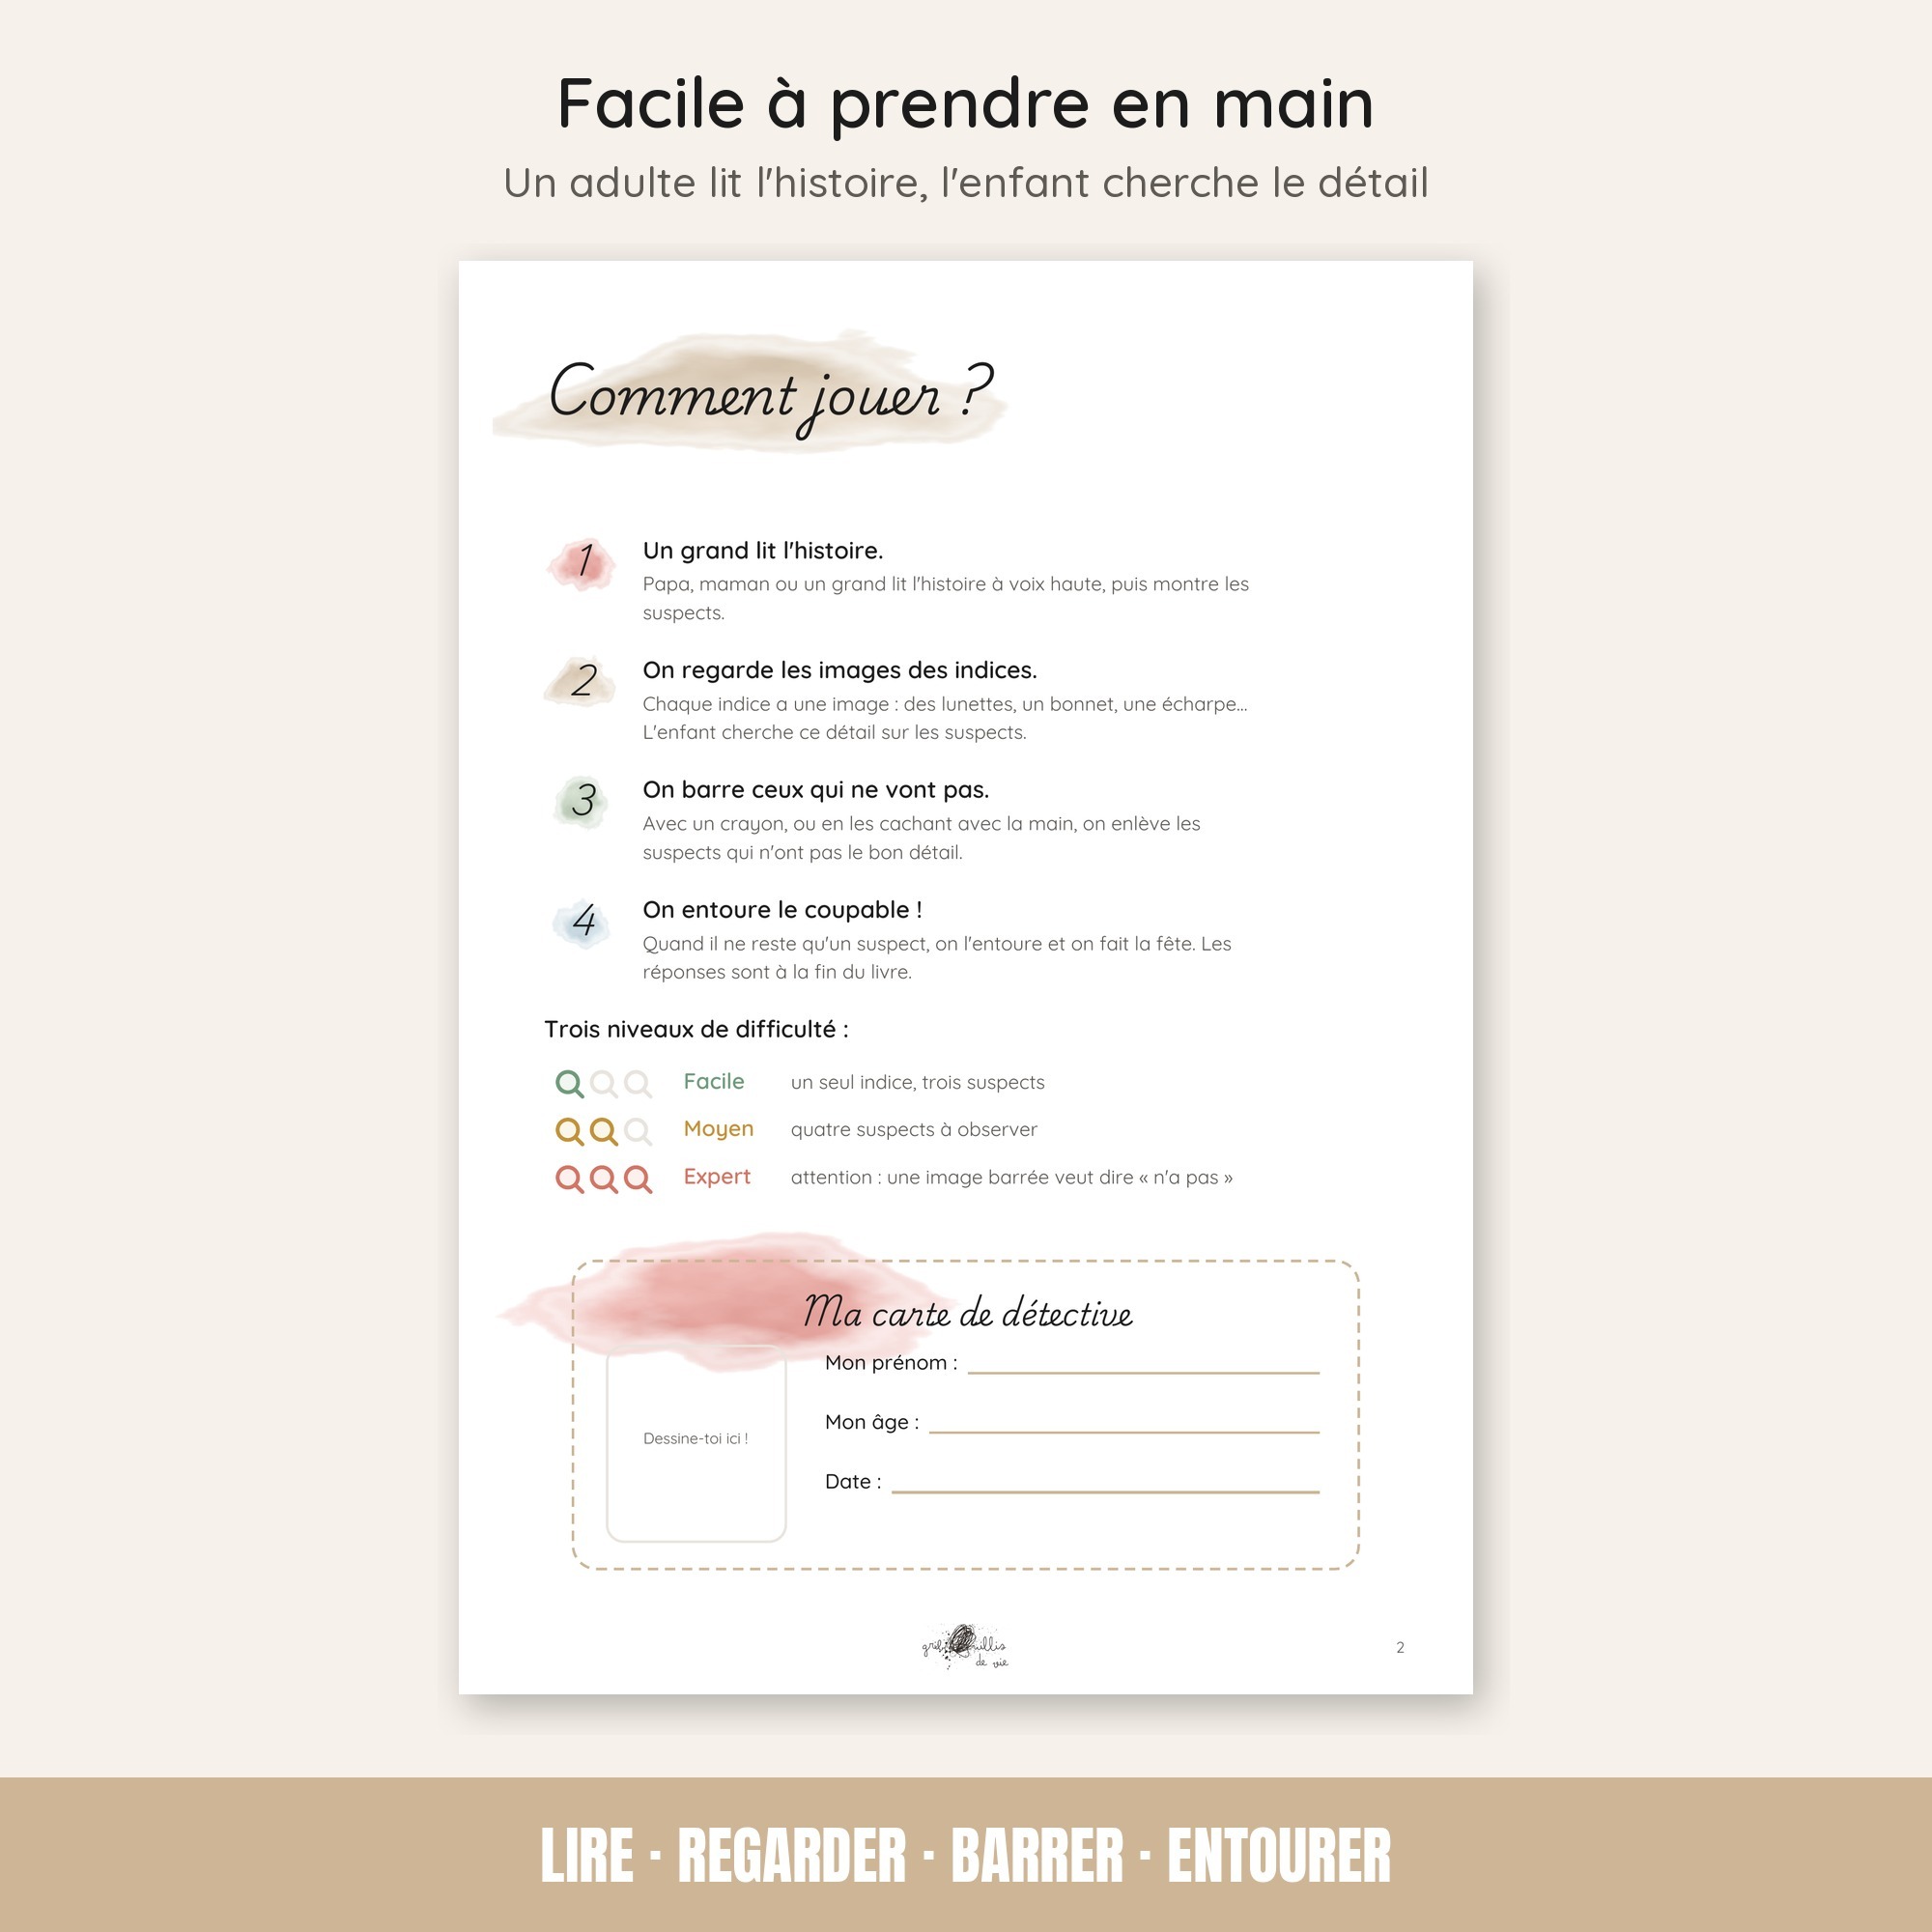 Facile à prendre en main
Un adulte lit l'histoire, l'enfant cherche le détail
Comment jouer ?
1
Un grand lit l'histoire.
Papa, maman ou un grand lit l'histoire à voix haute, puis montre les
suspects.
2
On regarde les images des indices.
Chaque indice a une image : des lunettes, un bonnet, une écharpe...
L'enfant cherche ce détail sur les suspects.
3
On barre ceux qui ne vont pas.
Avec un crayon, ou en les cachant avec la main, on enlève les
suspects qui n'ont pas le bon détail.
4
On entoure le coupable !
Quand il ne reste qu'un suspect, on l'entoure et on fait la fête. Les
réponses sont à la fin du livre.
Trois niveaux de difficulté :
Facile un seul indice, trois suspects
Moyen quatre suspects à observer
Expert attention : une image barrée veut dire « n'a pas »
Ma carte de détective
Mon prénom :
Mon âge :
Dessine-toi ici !
Date :
de vie
2
LIRE · REGARDER · BARRER · ENTOURER